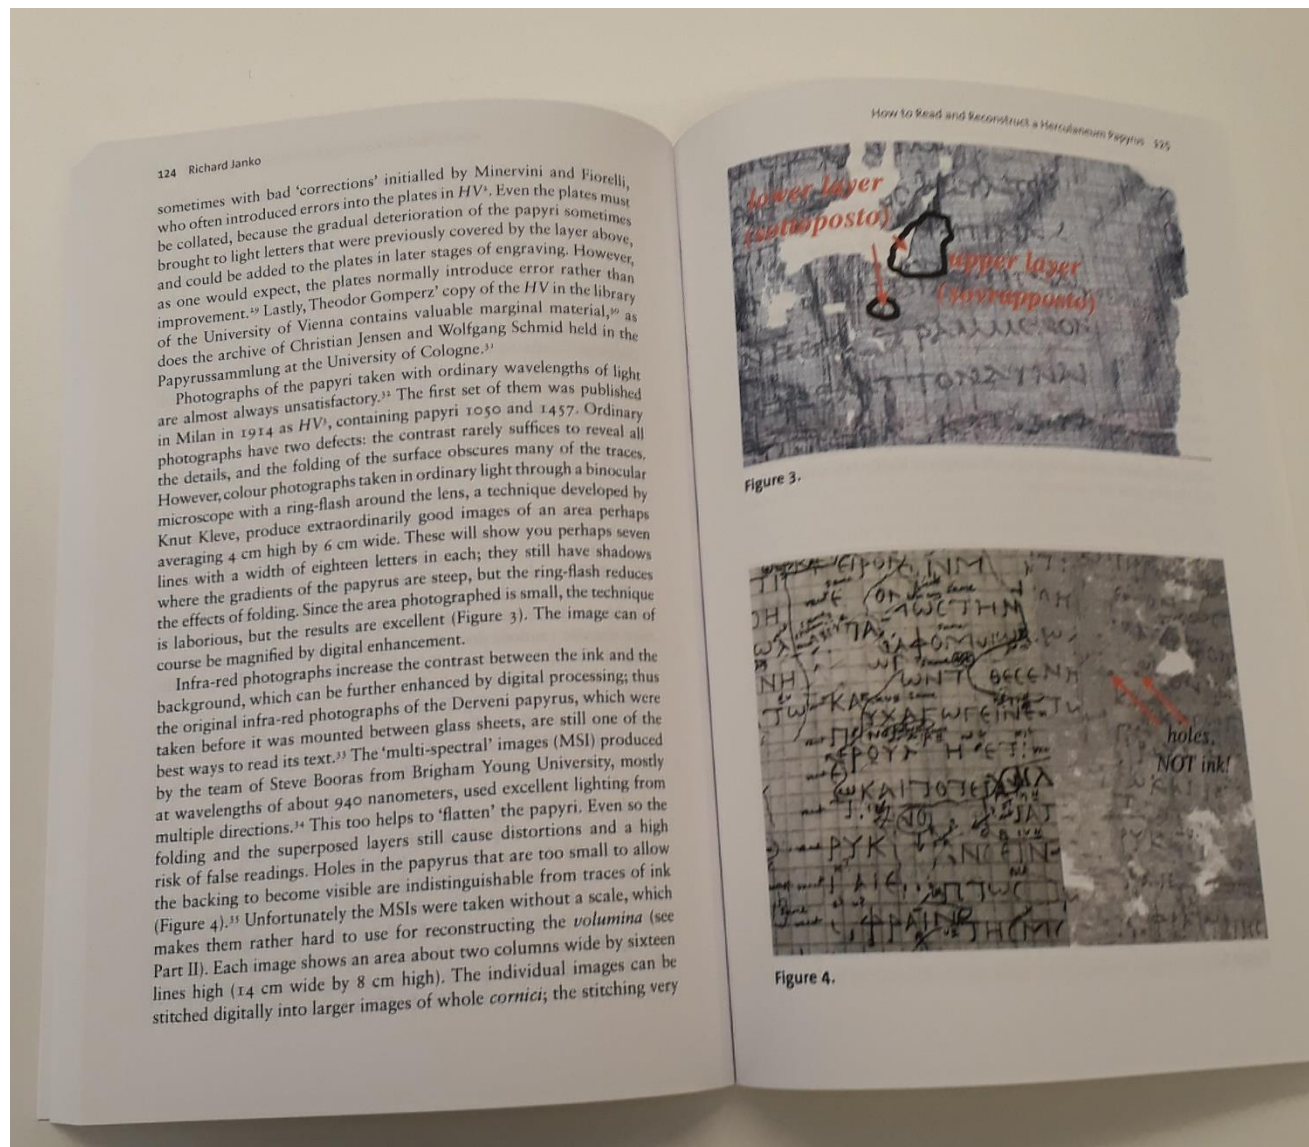 124 Richard Janko
sometimes with bad ‘corrections’ initialled by Minervini and Fiorelli,
who often introduced errors into the plates in HV¹. Even the plates must
be collated, because the gradual deterioration of the papyri sometimes
brought to light letters that were previously covered by the layer above,
and could be added to the plates in later stages of engraving. However,
as one would expect, the plates normally introduce error rather than
improvement.²⁹ Lastly, Theodor Gomperz’ copy of the HV in the library
of the University of Vienna contains valuable marginal material,³⁰ as
does the archive of Christian Jensen and Wolfgang Schmid held in the
Papyrussammlung at the University of Cologne.³¹
Photographs of the papyri taken with ordinary wavelengths of light
are almost always unsatisfactory.³² The first set of them was published
in Milan in 1914 as HV³, containing papyri 1050 and 1457. Ordinary
photographs have two defects: the contrast rarely suffices to reveal all
the details, and the folding of the surface obscures many of the traces.
However, colour photographs taken in ordinary light through a binocular
microscope with a ring-flash around the lens, a technique developed by
Knut Kleve, produce extraordinarily good images of an area perhaps
averaging 4 cm high by 6 cm wide. These will show you perhaps seven
lines with a width of eighteen letters in each; they still have shadows
where the gradients of the papyrus are steep, but the ring-flash reduces
the effects of folding. Since the area photographed is small, the technique
is laborious, but the results are excellent (Figure 3). The image can of
course be magnified by digital enhancement.
Infra-red photographs increase the contrast between the ink and the
background, which can be further enhanced by digital processing; thus
the original infra-red photographs of the Derveni papyrus, which were
taken before it was mounted between glass sheets, are still one of the
best ways to read its text.³³ The ‘multi-spectral’ images (MSI) produced
by the team of Steve Booras from Brigham Young University, mostly
at wavelengths of about 940 nanometers, used excellent lighting from
multiple directions.³⁴ This too helps to ‘flatten’ the papyri. Even so the
folding and the superposed layers still cause distortions and a high
risk of false readings. Holes in the papyrus that are too small to allow
the backing to become visible are indistinguishable from traces of ink
(Figure 4).³⁵ Unfortunately the MSIs were taken without a scale, which
makes them rather hard to use for reconstructing the volumina (see
Part II). Each image shows an area about two columns wide by sixteen
lines high (14 cm wide by 8 cm high). The individual images can be
stitched digitally into larger images of whole cornici; the stitching very
How to Read and Reconstruct a Herculaneum Papyrus 125
lower layer
(sottoposto)
upper layer
(sovrapposto)
Figure 3.
ΛΩCΤΗΝ
ΩΝΤ ΘΕCΕΝΗ
holes,
NOT ink!
Figure 4.